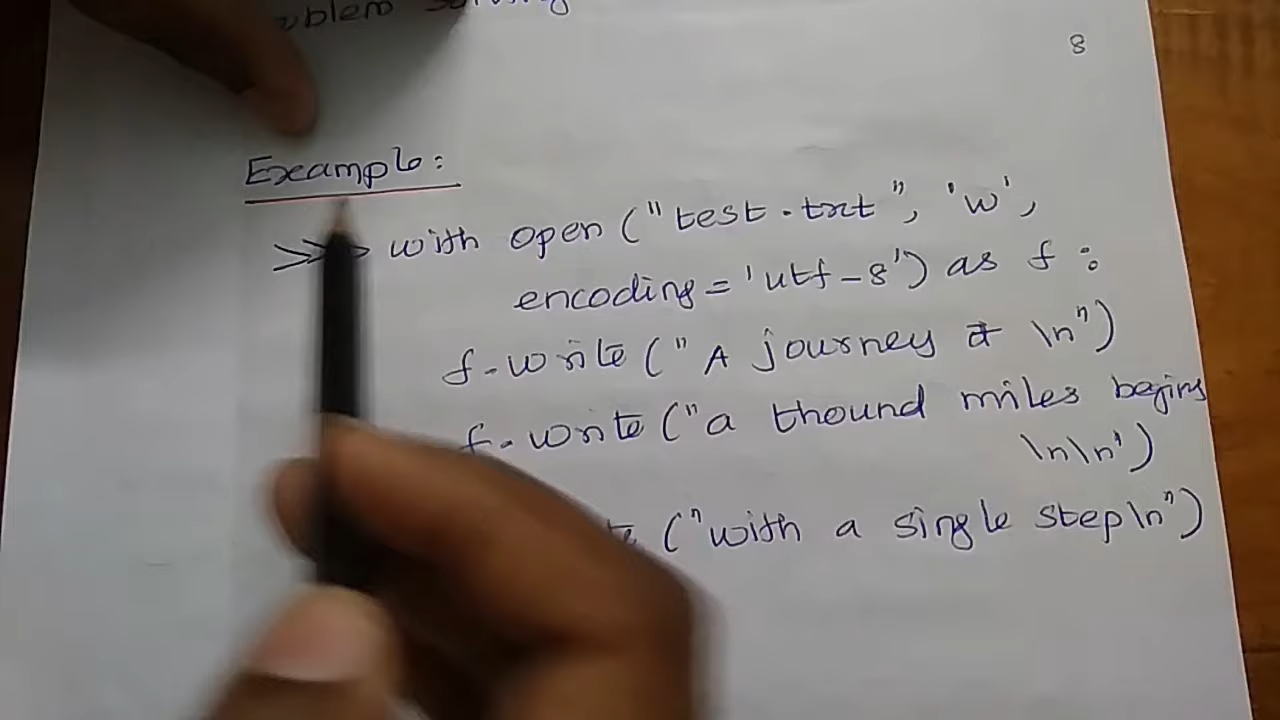 oblem
8
Example:
>>> with open ("test.txt", 'w',
encoding = 'utf-8') as f :
f.write (" A journey \n")
f.write ("a thound miles begins
\n\n')
("with a single step\n")